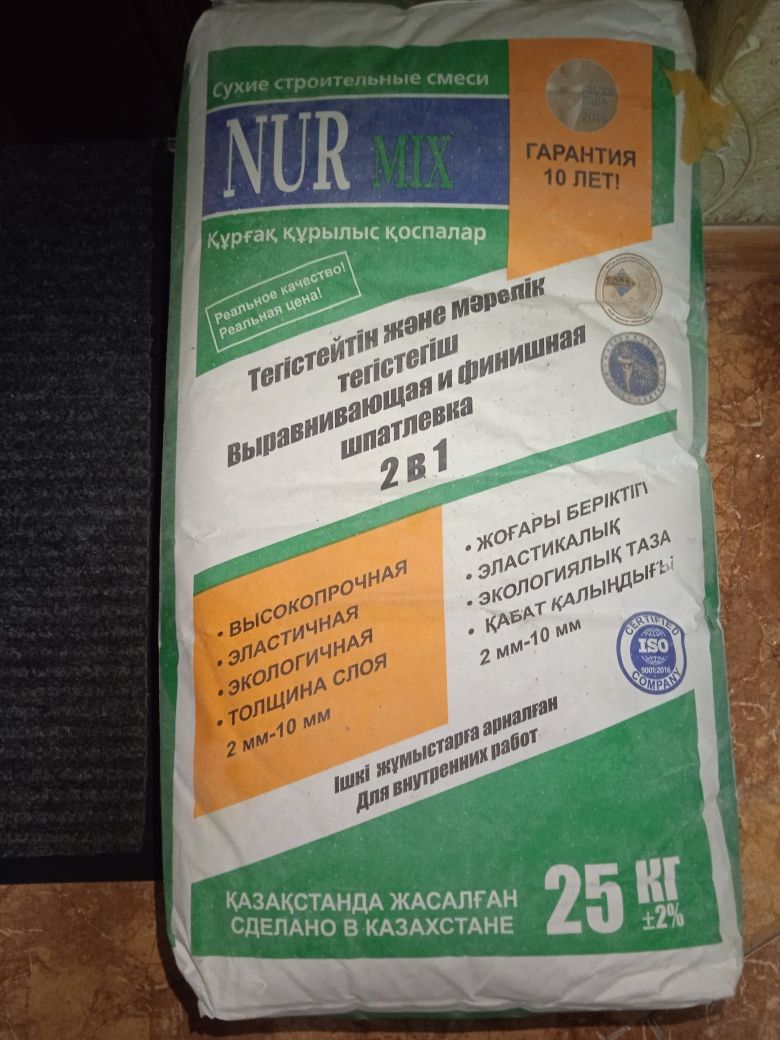 Сухие строительные смеси
NUR MIX
Құрғақ құрылыс қоспалар
ГАРАНТИЯ
10 ЛЕТ!
Реальное качество!
Реальная цена!
Тегістейтін және мәрелік
тегістегіш
Выравнивающая и финишная
шпатлевка
2 в 1
• ВЫСОКОПРОЧНАЯ
• ЭЛАСТИЧНАЯ
• ЭКОЛОГИЧНАЯ
• ТОЛЩИНА СЛОЯ
2 мм-10 мм
• ЖОҒАРЫ БЕРІКТІГІ
• ЭЛАСТИКАЛЫҚ
• ЭКОЛОГИЯЛЫҚ ТАЗА
• ҚАБАТ ҚАЛЫҢДЫҒЫ
2 мм-10 мм
CERTIFIED
ISO
9001:2016
COMPANY
Ішкі жұмыстарға арналған
Для внутренних работ
ҚАЗАҚСТАНДА ЖАСАЛҒАН
СДЕЛАНО В КАЗАХСТАНЕ
25 КГ
±2%